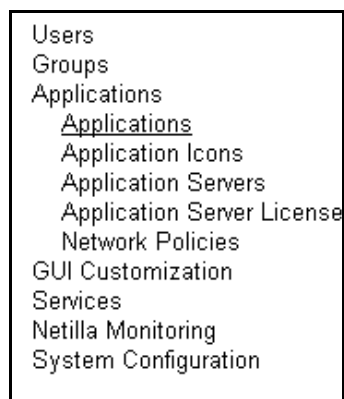 Users
Groups
Applications
Applications
Application Icons
Application Servers
Application Server License
Network Policies
GUI Customization
Services
Netilla Monitoring
System Configuration